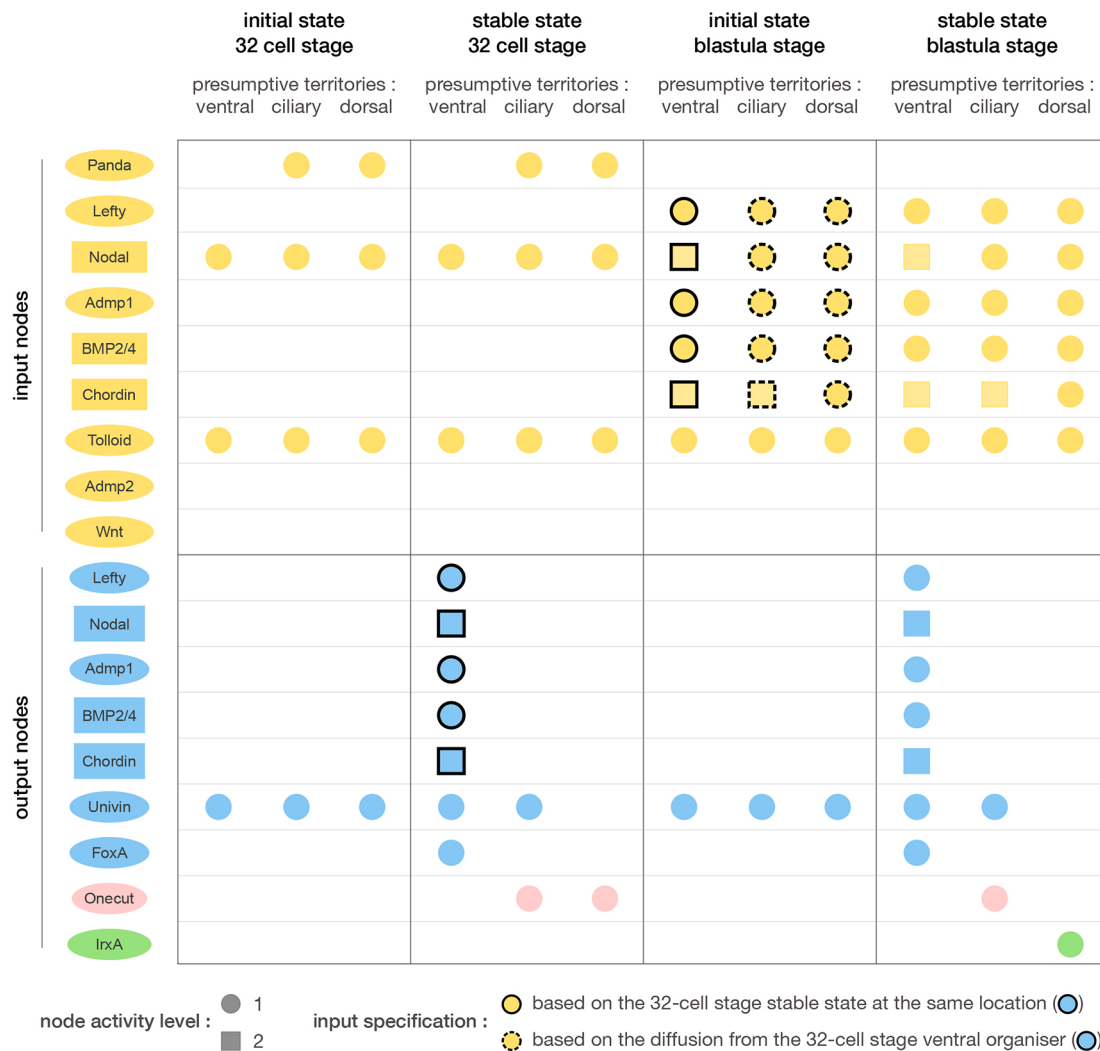 initial state stable state initial state stable state
32 cell stage 32 cell stage blastula stage blastula stage
presumptive territories : presumptive territories : presumptive territories : presumptive territories :
ventral ciliary dorsal ventral ciliary dorsal ventral ciliary dorsal ventral ciliary dorsal
input nodes
Panda
Lefty
Nodal
Admp1
BMP2/4
Chordin
Tolloid
Admp2
Wnt
output nodes
Lefty
Nodal
Admp1
BMP2/4
Chordin
Univin
FoxA
Onecut
IrxA
node activity level :
1
2
input specification :
based on the 32-cell stage stable state at the same location ( )
based on the diffusion from the 32-cell stage ventral organiser ( )